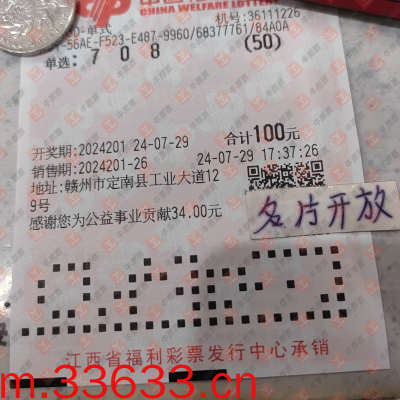 CHINA WELFARE LOTTERY
机号:36111226
D-单式
-56AE-F523-E487-9960/68377761/84A0A
单选: 7 0 8 (50)
开奖期:2024201 24-07-29 合计100元
销售期:2024201-26 24-07-29 17:37:26
地址:赣州市定南县工业大道12
9号
感谢您为公益事业贡献34.00元
名片开放
江西省福利彩票发行中心承销
m.33633.cn